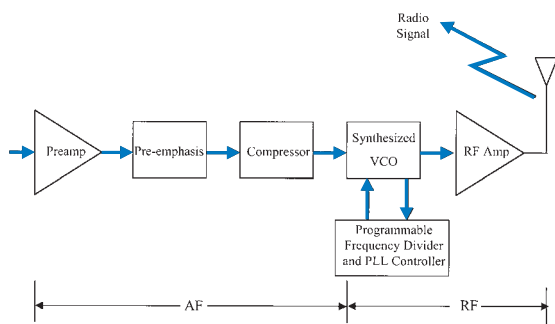 Radio
Signal
Preamp
Pre-emphasis
Compressor
Synthesized
VCO
RF Amp
Programmable
Frequency Divider
and PLL Controller
AF
RF